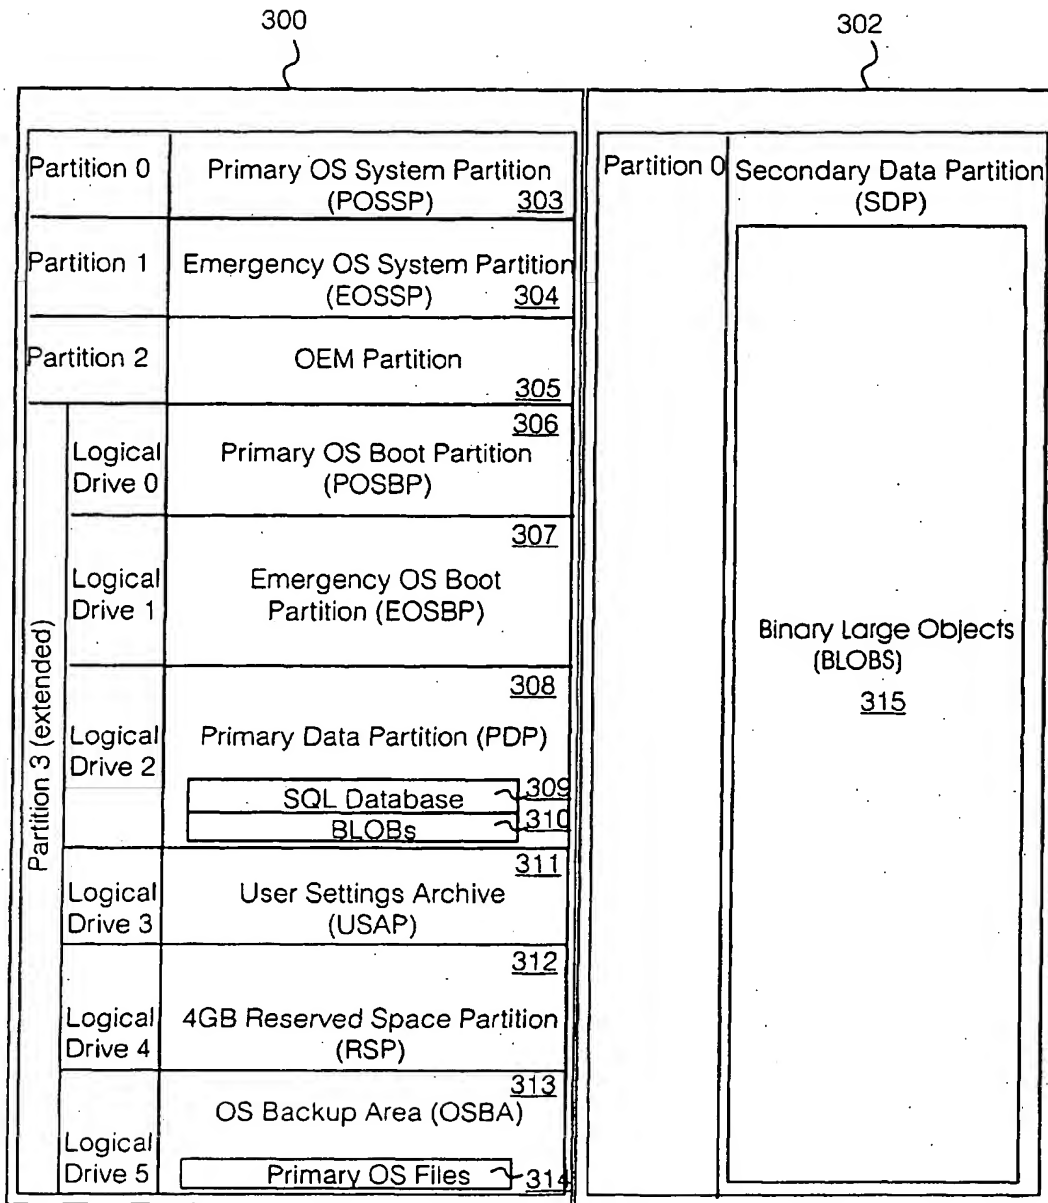 300
302
Partition 0
Primary OS System Partition
(POSSP)
303
Partition 1
Emergency OS System Partition
(EOSSP)
304
Partition 2
OEM Partition
305
Partition 3 (extended)
306
Logical
Drive 0
Primary OS Boot Partition
(POSBP)
307
Logical
Drive 1
Emergency OS Boot
Partition (EOSBP)
308
Logical
Drive 2
Primary Data Partition (PDP)
SQL Database
309
BLOBs
310
311
Logical
Drive 3
User Settings Archive
(USAP)
312
Logical
Drive 4
4GB Reserved Space Partition
(RSP)
313
OS Backup Area (OSBA)
Logical
Drive 5
Primary OS Files
314
Partition 0
Secondary Data Partition
(SDP)
Binary Large Objects
(BLOBS)
315